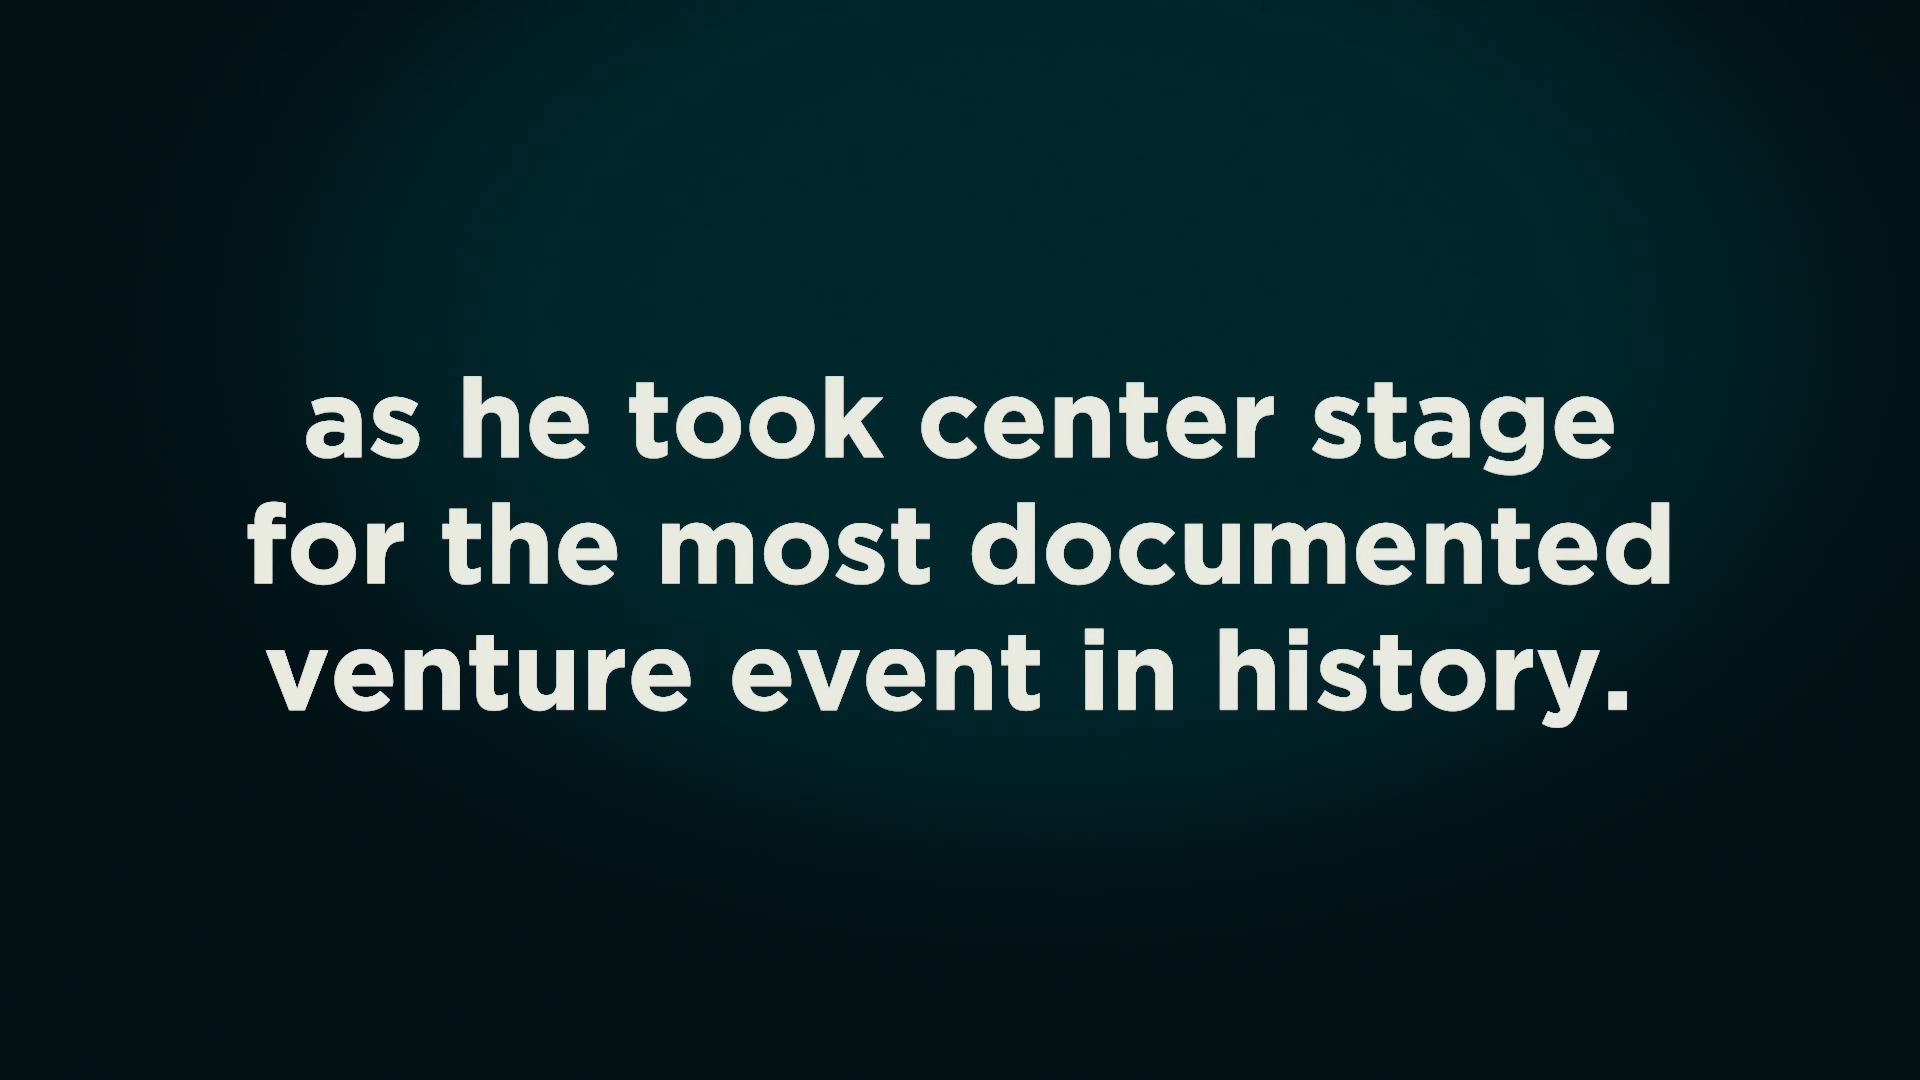 as he took center stage
for the most documented
venture event in history.